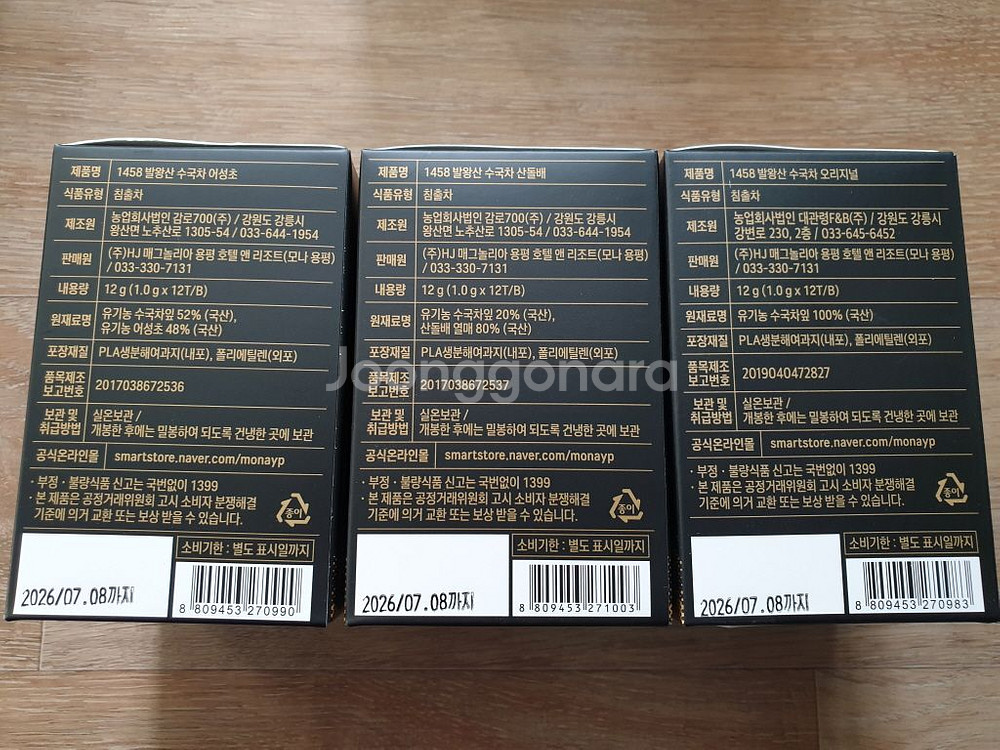 제품명 1458 발왕산 수국차 어성초
식품유형 침출차
제조원 농업회사법인 감로700(주) / 강원도 강릉시
왕산면 노추산로 1305-54 / 033-644-1954
판매원 (주)HJ 매그놀리아 용평 호텔 앤 리조트(모나 용평)
/ 033-330-7131
내용량 12 g (1.0 g x 12T/B)
원재료명 유기농 수국차잎 52% (국산),
유기농 어성초 48% (국산)
포장재질 PLA생분해여과지(내포), 폴리에틸렌(외포)
품목제조
보고번호 2017038672536
보관 및
취급방법 실온보관 /
개봉한 후에는 밀봉하여 되도록 건냉한 곳에 보관
공식온라인몰 smartstore.naver.com/monayp
· 부정 · 불량식품 신고는 국번없이 1399
· 본 제품은 공정거래위원회 고시 소비자 분쟁해결
기준에 의거 교환 또는 보상 받을 수 있습니다.
종이
소비기한 : 별도 표시일까지
2026/07.08까지
8 809453 270990
제품명 1458 발왕산 수국차 산돌배
식품유형 침출차
제조원 농업회사법인 감로700(주) / 강원도 강릉시
왕산면 노추산로 1305-54 / 033-644-1954
판매원 (주)HJ 매그놀리아 용평 호텔 앤 리조트(모나 용평)
/ 033-330-7131
내용량 12 g (1.0 g x 12T/B)
원재료명 유기농 수국차잎 20% (국산),
산돌배 열매 80% (국산)
포장재질 PLA생분해여과지(내포), 폴리에틸렌(외포)
품목제조
보고번호 2017038672537
보관 및
취급방법 실온보관 /
개봉한 후에는 밀봉하여 되도록 건냉한 곳에 보관
공식온라인몰 smartstore.naver.com/monayp
· 부정 · 불량식품 신고는 국번없이 1399
· 본 제품은 공정거래위원회 고시 소비자 분쟁해결
기준에 의거 교환 또는 보상 받을 수 있습니다.
종이
소비기한 : 별도 표시일까지
2026/07.08까지
8 809453 271003
제품명 1458 발왕산 수국차 오리지널
식품유형 침출차
제조원 농업회사법인 대관령F&B(주) / 강원도 강릉시
강변로 230, 2층 / 033-645-6452
판매원 (주)HJ 매그놀리아 용평 호텔 앤 리조트(모나 용평)
/ 033-330-7131
내용량 12 g (1.0 g x 12T/B)
원재료명 유기농 수국차잎 100% (국산)
포장재질 PLA생분해여과지(내포), 폴리에틸렌(외포)
품목제조
보고번호 2019040472827
보관 및
취급방법 실온보관 /
개봉한 후에는 밀봉하여 되도록 건냉한 곳에 보관
공식온라인몰 smartstore.naver.com/monayp
· 부정 · 불량식품 신고는 국번없이 1399
· 본 제품은 공정거래위원회 고시 소비자 분쟁해결
기준에 의거 교환 또는 보상 받을 수 있습니다.
종이
소비기한 : 별도 표시일까지
2026/07.08까지
8 809453 270983
Joonggonara